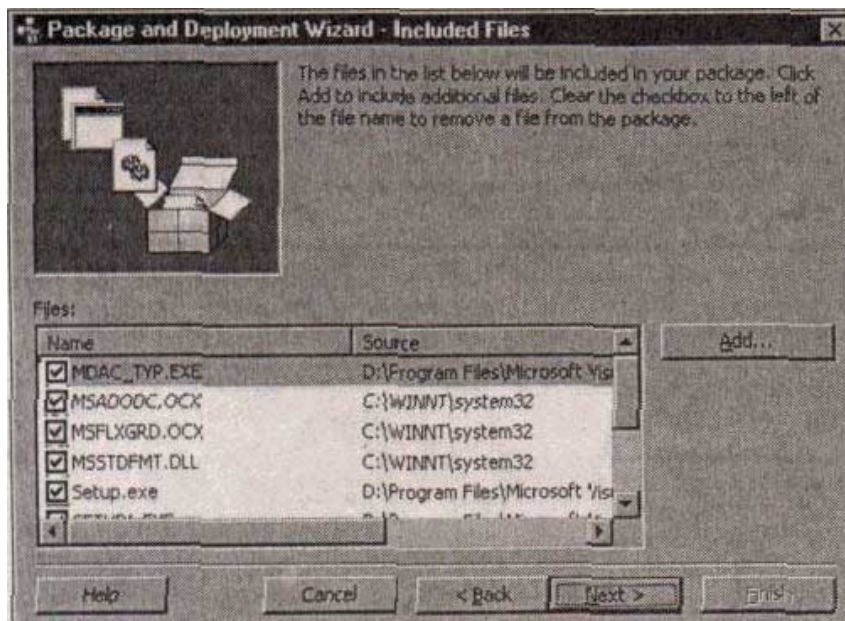 Package and Deployment Wizard - Included Files
The files in the list below will be included in your package. Click
Add to include additional files. Clear the checkbox to the left of
the file name to remove a file from the package.
Files:
Name Source
MDAC_TYP.EXE D:\Program Files\Microsoft Visu
MSADODC.OCX C:\WINNT\system32
MSFLXGRD.OCX C:\WINNT\system32
MSSTDFMT.DLL C:\WINNT\system32
Setup.exe D:\Program Files\Microsoft Visu
Add...
Help Cancel < Back Next > Finish